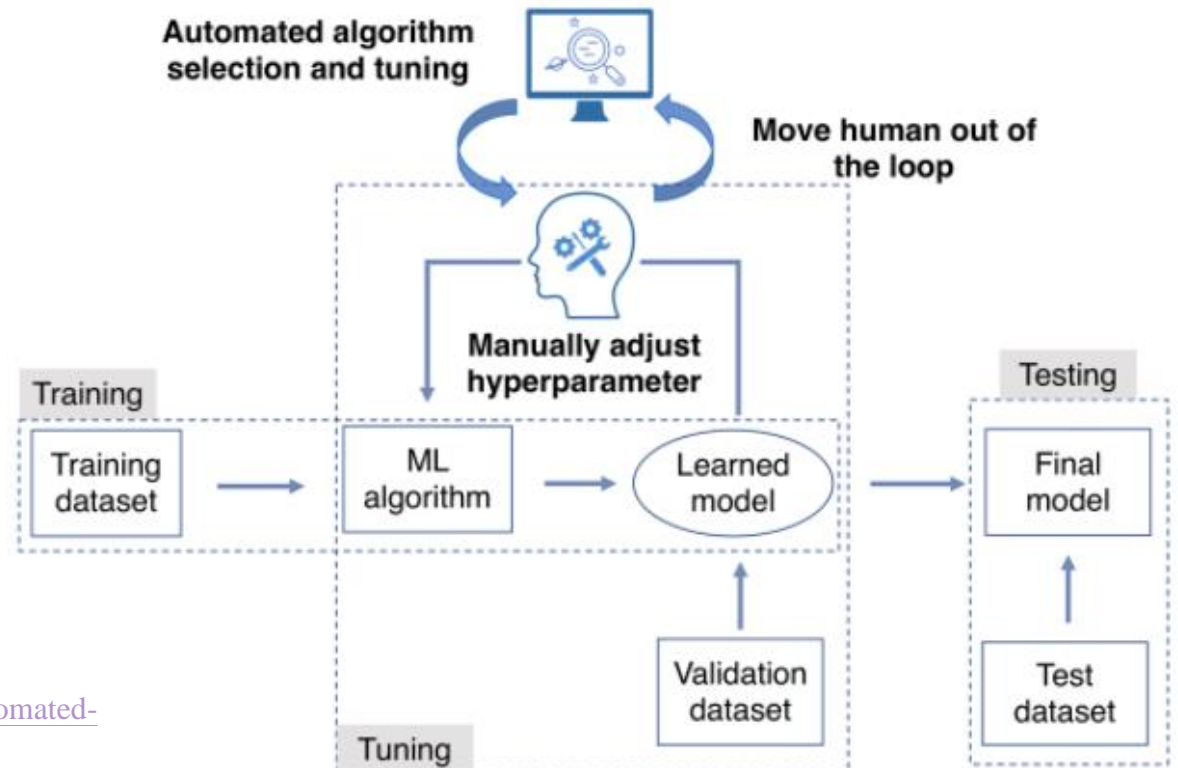 Automated algorithm
selection and tuning
Move human out of
the loop
Manually adjust
hyperparameter
Training
Testing
Training
dataset
ML
algorithm
Learned
model
Final
model
Validation
dataset
Test
dataset
omated-
Tuning